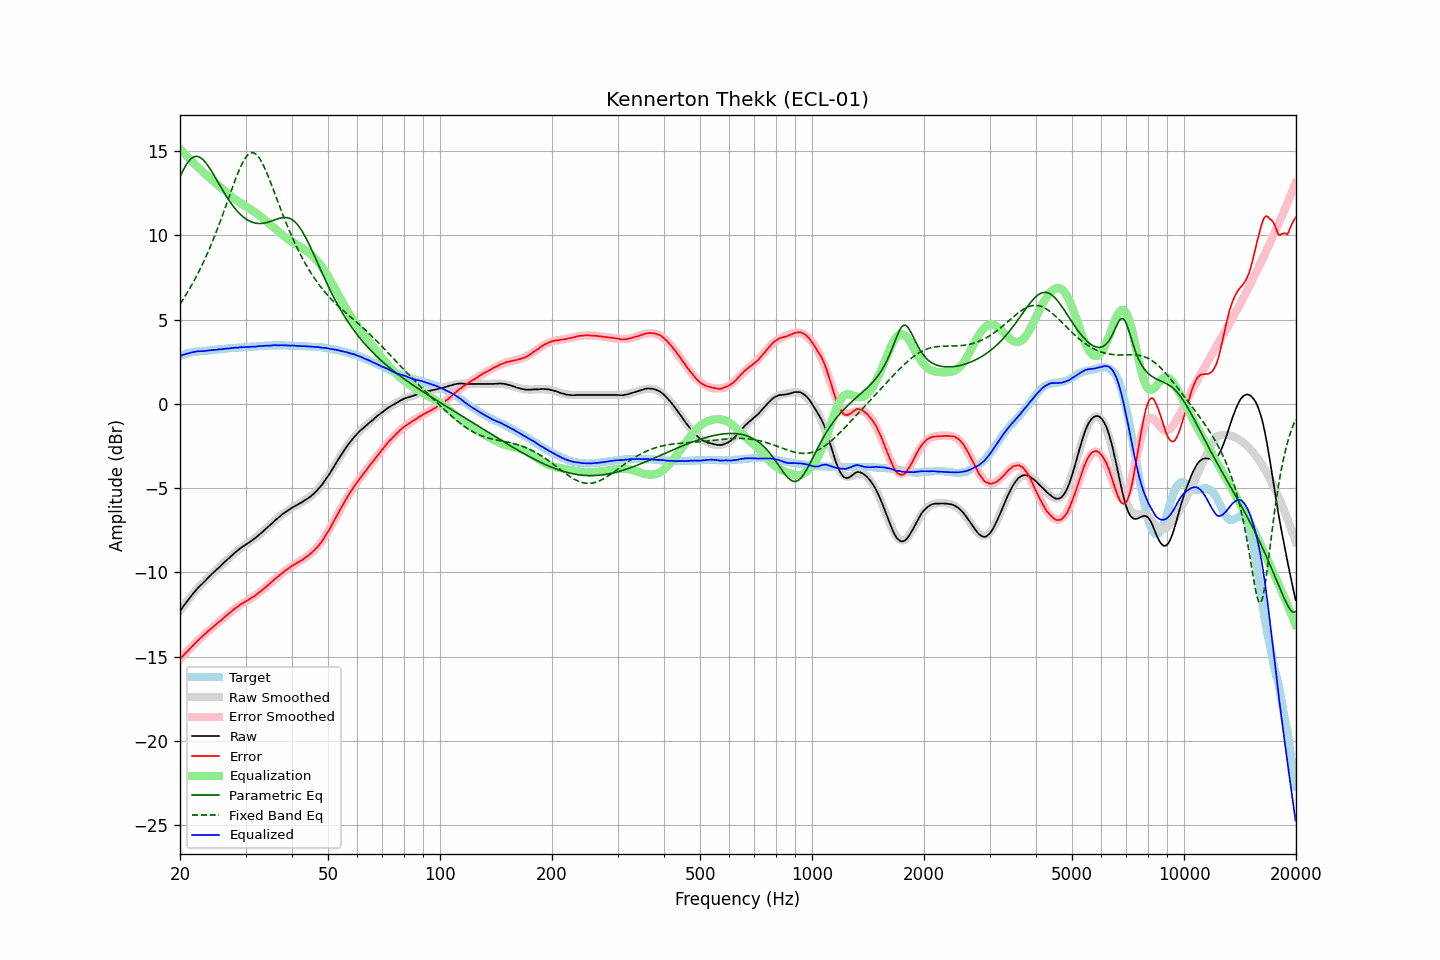 Kennerton Thekk (ECL-01)
Amplitude (dBr)
15
10
5
0
−5
−10
−15
−20
−25
Target
Raw Smoothed
Error Smoothed
Raw
Error
Equalization
Parametric Eq
Fixed Band Eq
Equalized
20 50 100 200 500 1000 2000 5000 10000 20000
Frequency (Hz)